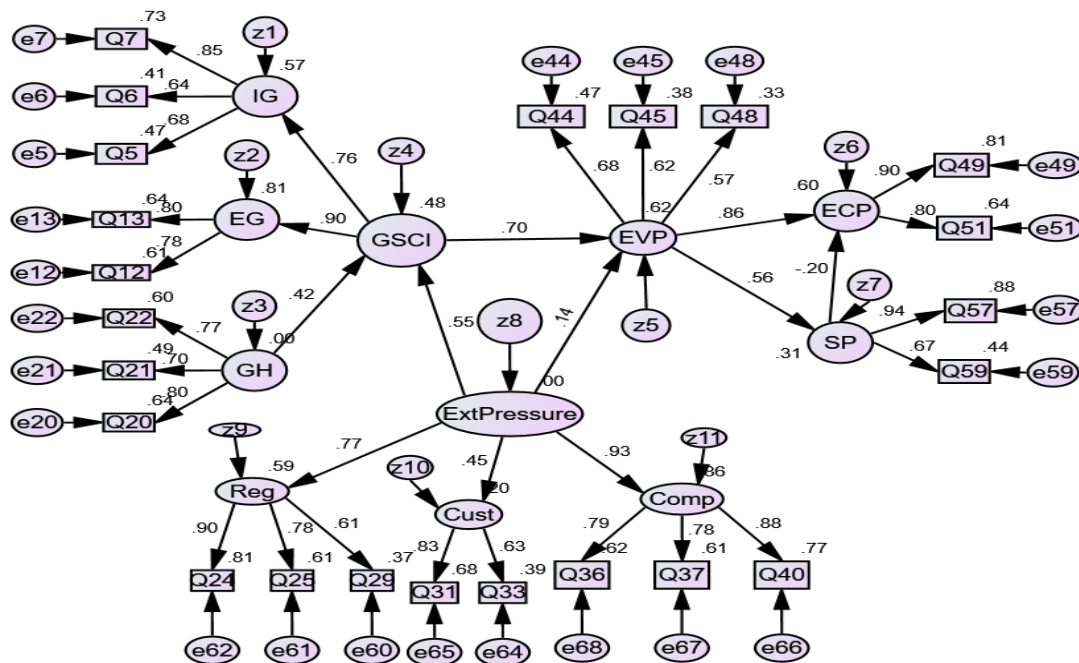 .73
z1
e7 Q7 .85 .57
e44 e45 e48
.41
e6 Q6 .64 IG
.47 .38 .33
Q44 Q45 Q48
.47 .68
e5 Q5
z2 z4 z6 .81
.76 .68 .62 .57 .90 Q49 e49
.64 .81 .48 .62 .60
e13 Q13 .80 EG .90 GSCI .70 EVP .86 ECP .80 .64
Q51 e51
.78
e12 Q12 .61
.56 -.20 z7 .88
.60 z3 .42 z8 z5 .94 Q57 e57
e22 Q22 .77 .00 .55 .14
.31 SP
.49
e21 Q21 .70 GH .67 .44
Q59 e59
.80
e20 Q20 .64 ExtPressure .00
z9 .77 .45 .93 z11
.59 z10 .20 .86
Reg Cust Comp
.90 .78 .61 .83 .63 .79 .78 .88
.81 .61 .37 .68 .39 .62 .61 .77
Q24 Q25 Q29 Q31 Q33 Q36 Q37 Q40
e62 e61 e60 e65 e64 e68 e67 e66